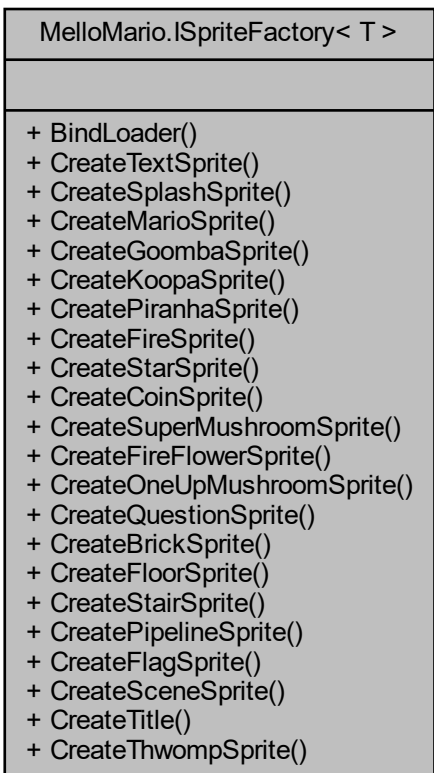 MelloMario.ISpriteFactory< T >
+ BindLoader()
+ CreateTextSprite()
+ CreateSplashSprite()
+ CreateMarioSprite()
+ CreateGoombaSprite()
+ CreateKoopaSprite()
+ CreatePiranhaSprite()
+ CreateFireSprite()
+ CreateStarSprite()
+ CreateCoinSprite()
+ CreateSuperMushroomSprite()
+ CreateFireFlowerSprite()
+ CreateOneUpMushroomSprite()
+ CreateQuestionSprite()
+ CreateBrickSprite()
+ CreateFloorSprite()
+ CreateStairSprite()
+ CreatePipelineSprite()
+ CreateFlagSprite()
+ CreateSceneSprite()
+ CreateTitle()
+ CreateThwompSprite()